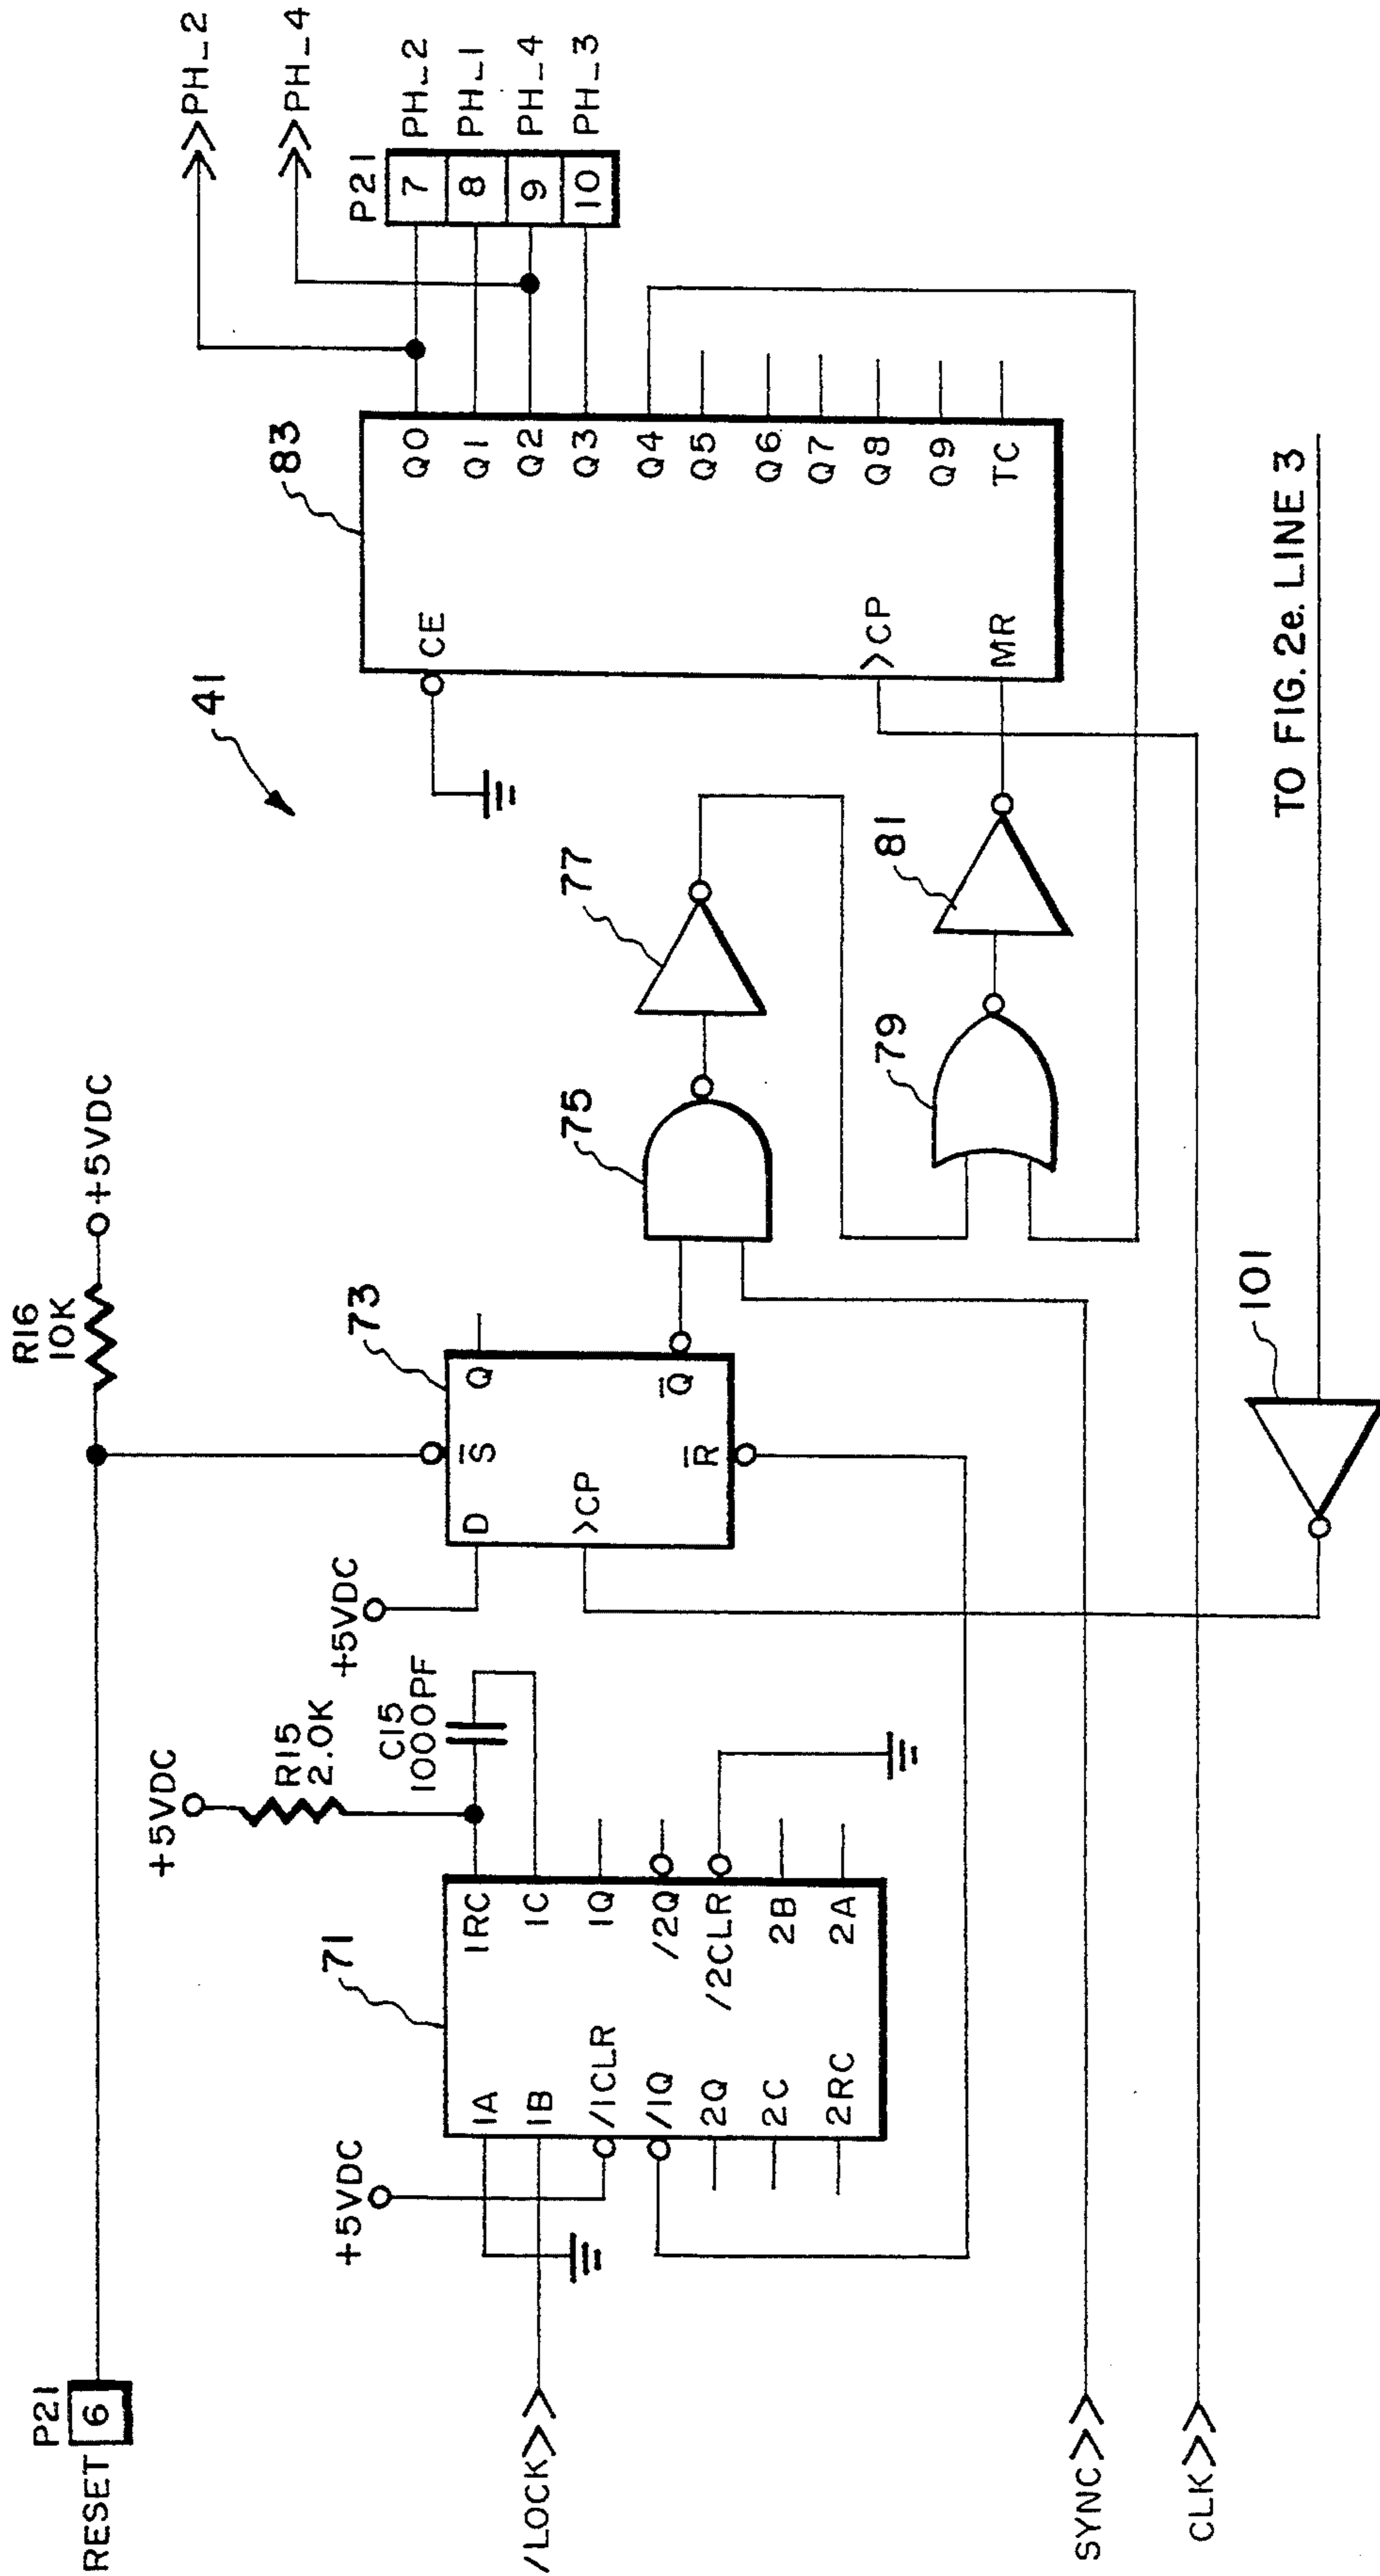 P21
RESET 6
R16
10K
+5VDC
/LOCK>>
SYNC>>
CLK>>
+5VDC
+5VDC
R15
2.0K
C15
1000PF
71
1A
1B
/1CLR
/1Q
2Q
2C
2RC
1RC
1C
1Q
/2Q
/2CLR
2B
2A
+5VDC
73
D
S
>CP
R
Q
Q
75
77
79
81
101
41
83
CE
>CP
MR
Q0
Q1
Q2
Q3
Q4
Q5
Q6
Q7
Q8
Q9
TC
>>PH_2
>>PH_4
P21
7 PH_2
8 PH_1
9 PH_4
10 PH_3
TO FIG. 2e. LINE 3